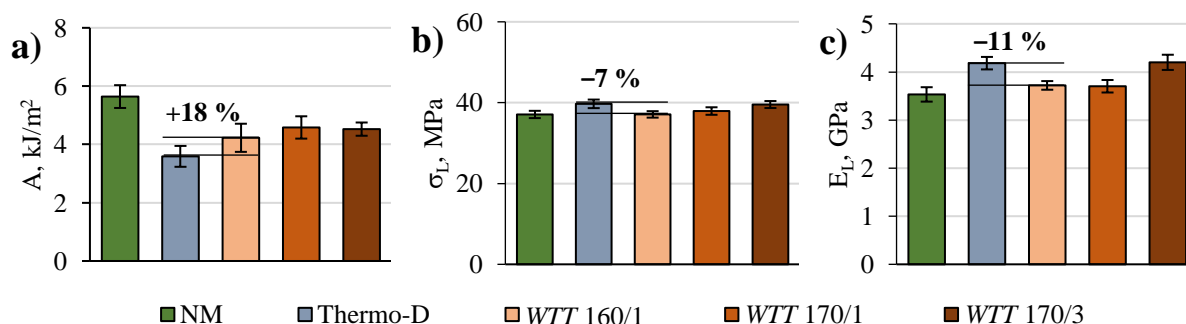 a)
A, kJ/m²
8
6
4
2
0
+18 %
b)
σL, MPa
60
40
20
0
−7 %
c)
EL, GPa
5
4
3
2
1
0
−11 %
NM Thermo-D WTT 160/1 WTT 170/1 WTT 170/3